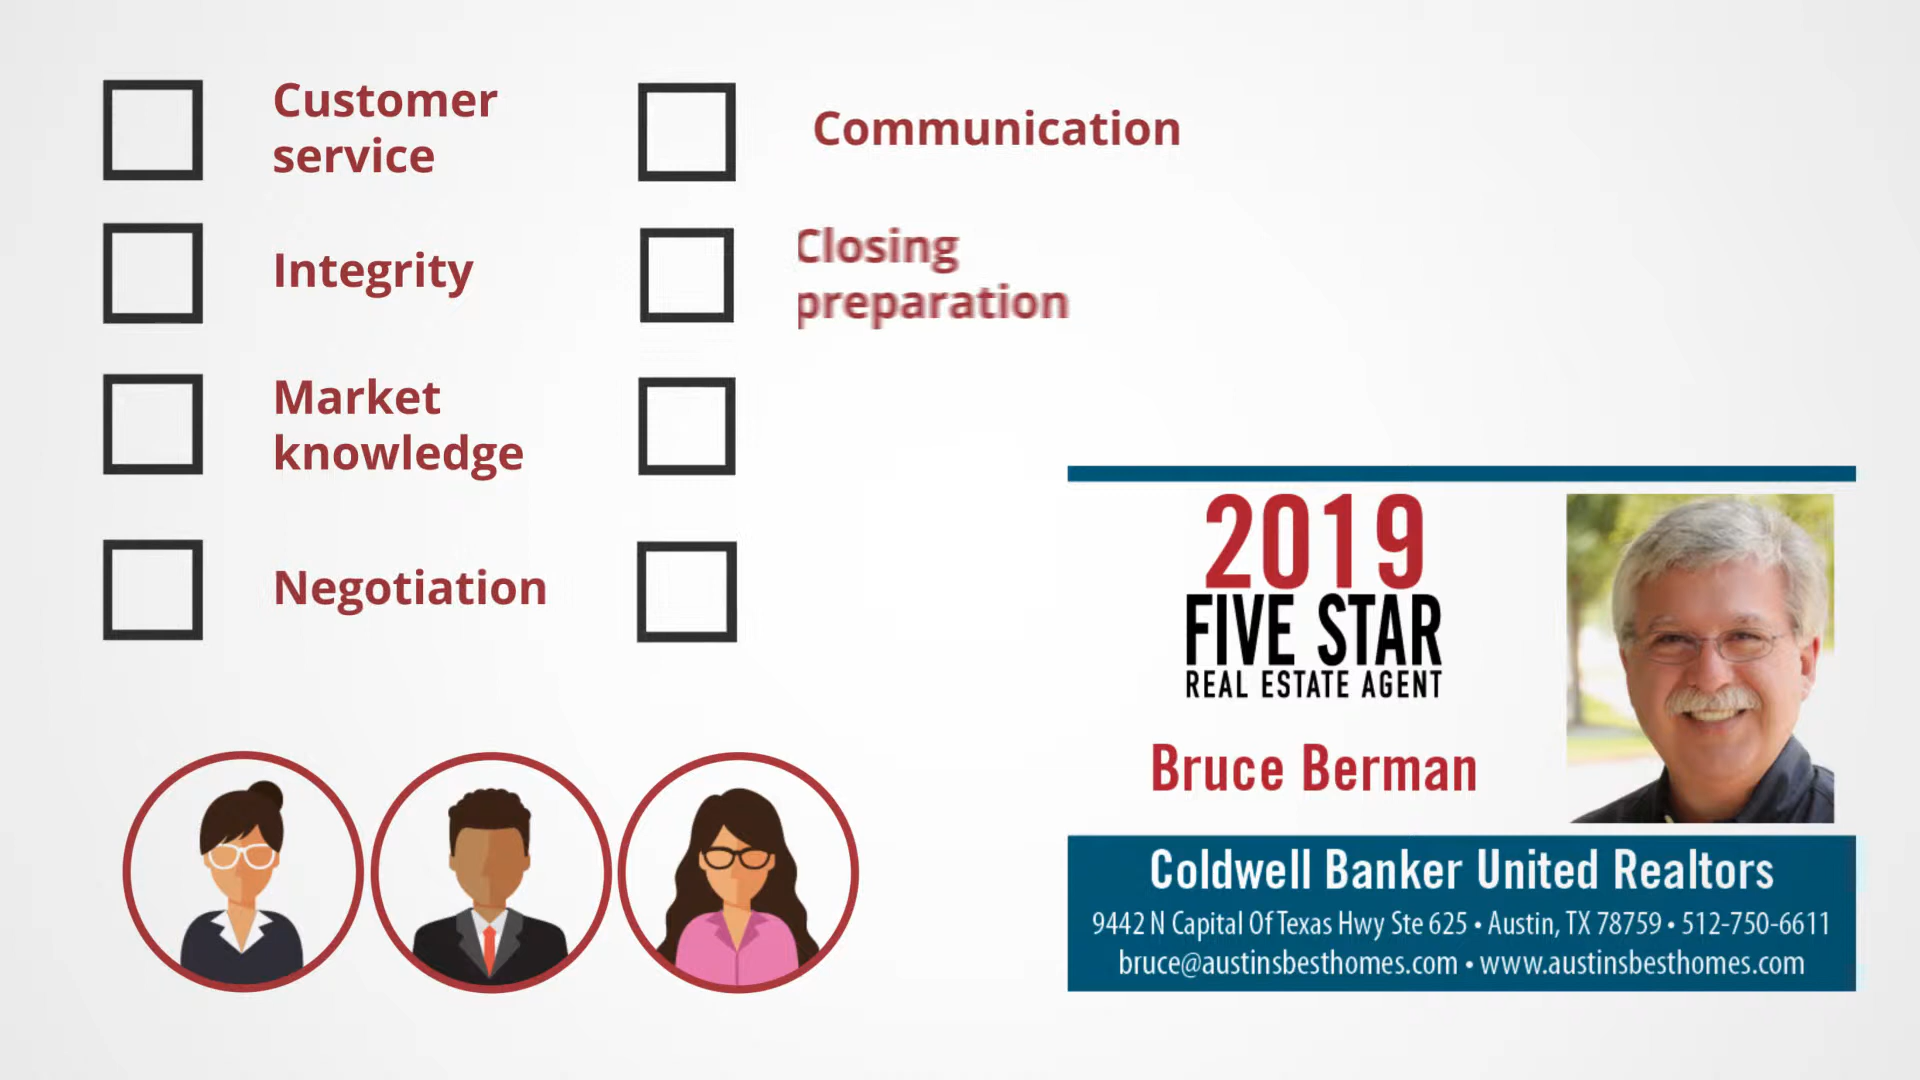 Customer
service
Integrity
Market
knowledge
Negotiation
Communication
Closing
preparation
2019
FIVE STAR
REAL ESTATE AGENT
Bruce Berman
Coldwell Banker United Realtors
9442 N Capital Of Texas Hwy Ste 625 • Austin, TX 78759 • 512-750-6611
bruce@austinsbesthomes.com • www.austinsbesthomes.com